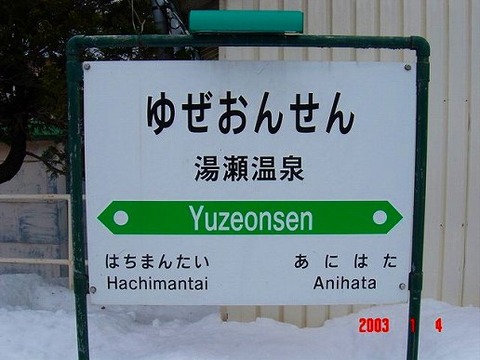 ゆぜおんせん
湯瀬温泉
Yuzeonsen
はちまんたい あにはた
Hachimantai Anihata
2003 1 4